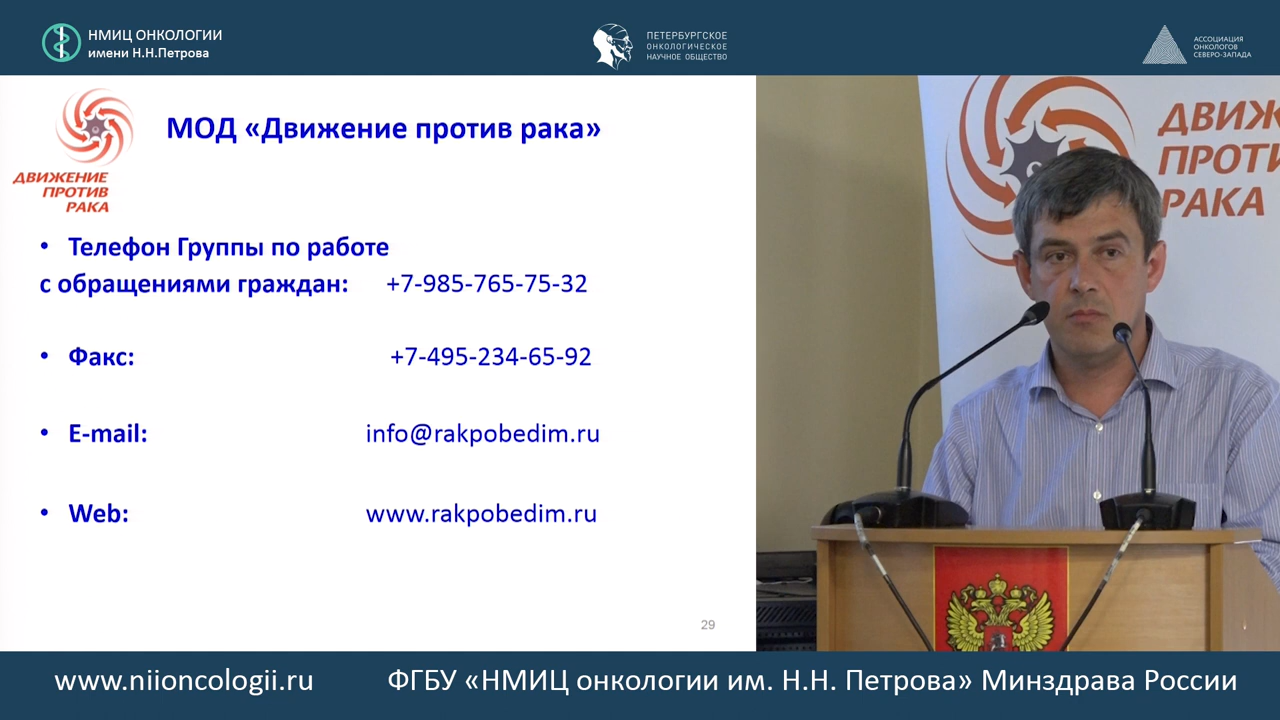 НМИЦ ОНКОЛОГИИ
имени Н.Н.Петрова
ПЕТЕРБУРГСКОЕ
ОНКОЛОГИЧЕСКОЕ
НАУЧНОЕ ОБЩЕСТВО
АССОЦИАЦИЯ
ОНКОЛОГОВ
СЕВЕРО-ЗАПАДА
ДВИЖЕНИЕ
ПРОТИВ
РАКА
МОД «Движение против рака»
• Телефон Группы по работе
с обращениями граждан: +7-985-765-75-32
• Факс: +7-495-234-65-92
• E-mail: info@rakpobedim.ru
• Web: www.rakpobedim.ru
29
ДВИЖ
ПРОТИ
РАКА
www.niioncologii.ru ФГБУ «НМИЦ онкологии им. Н.Н. Петрова» Минздрава России